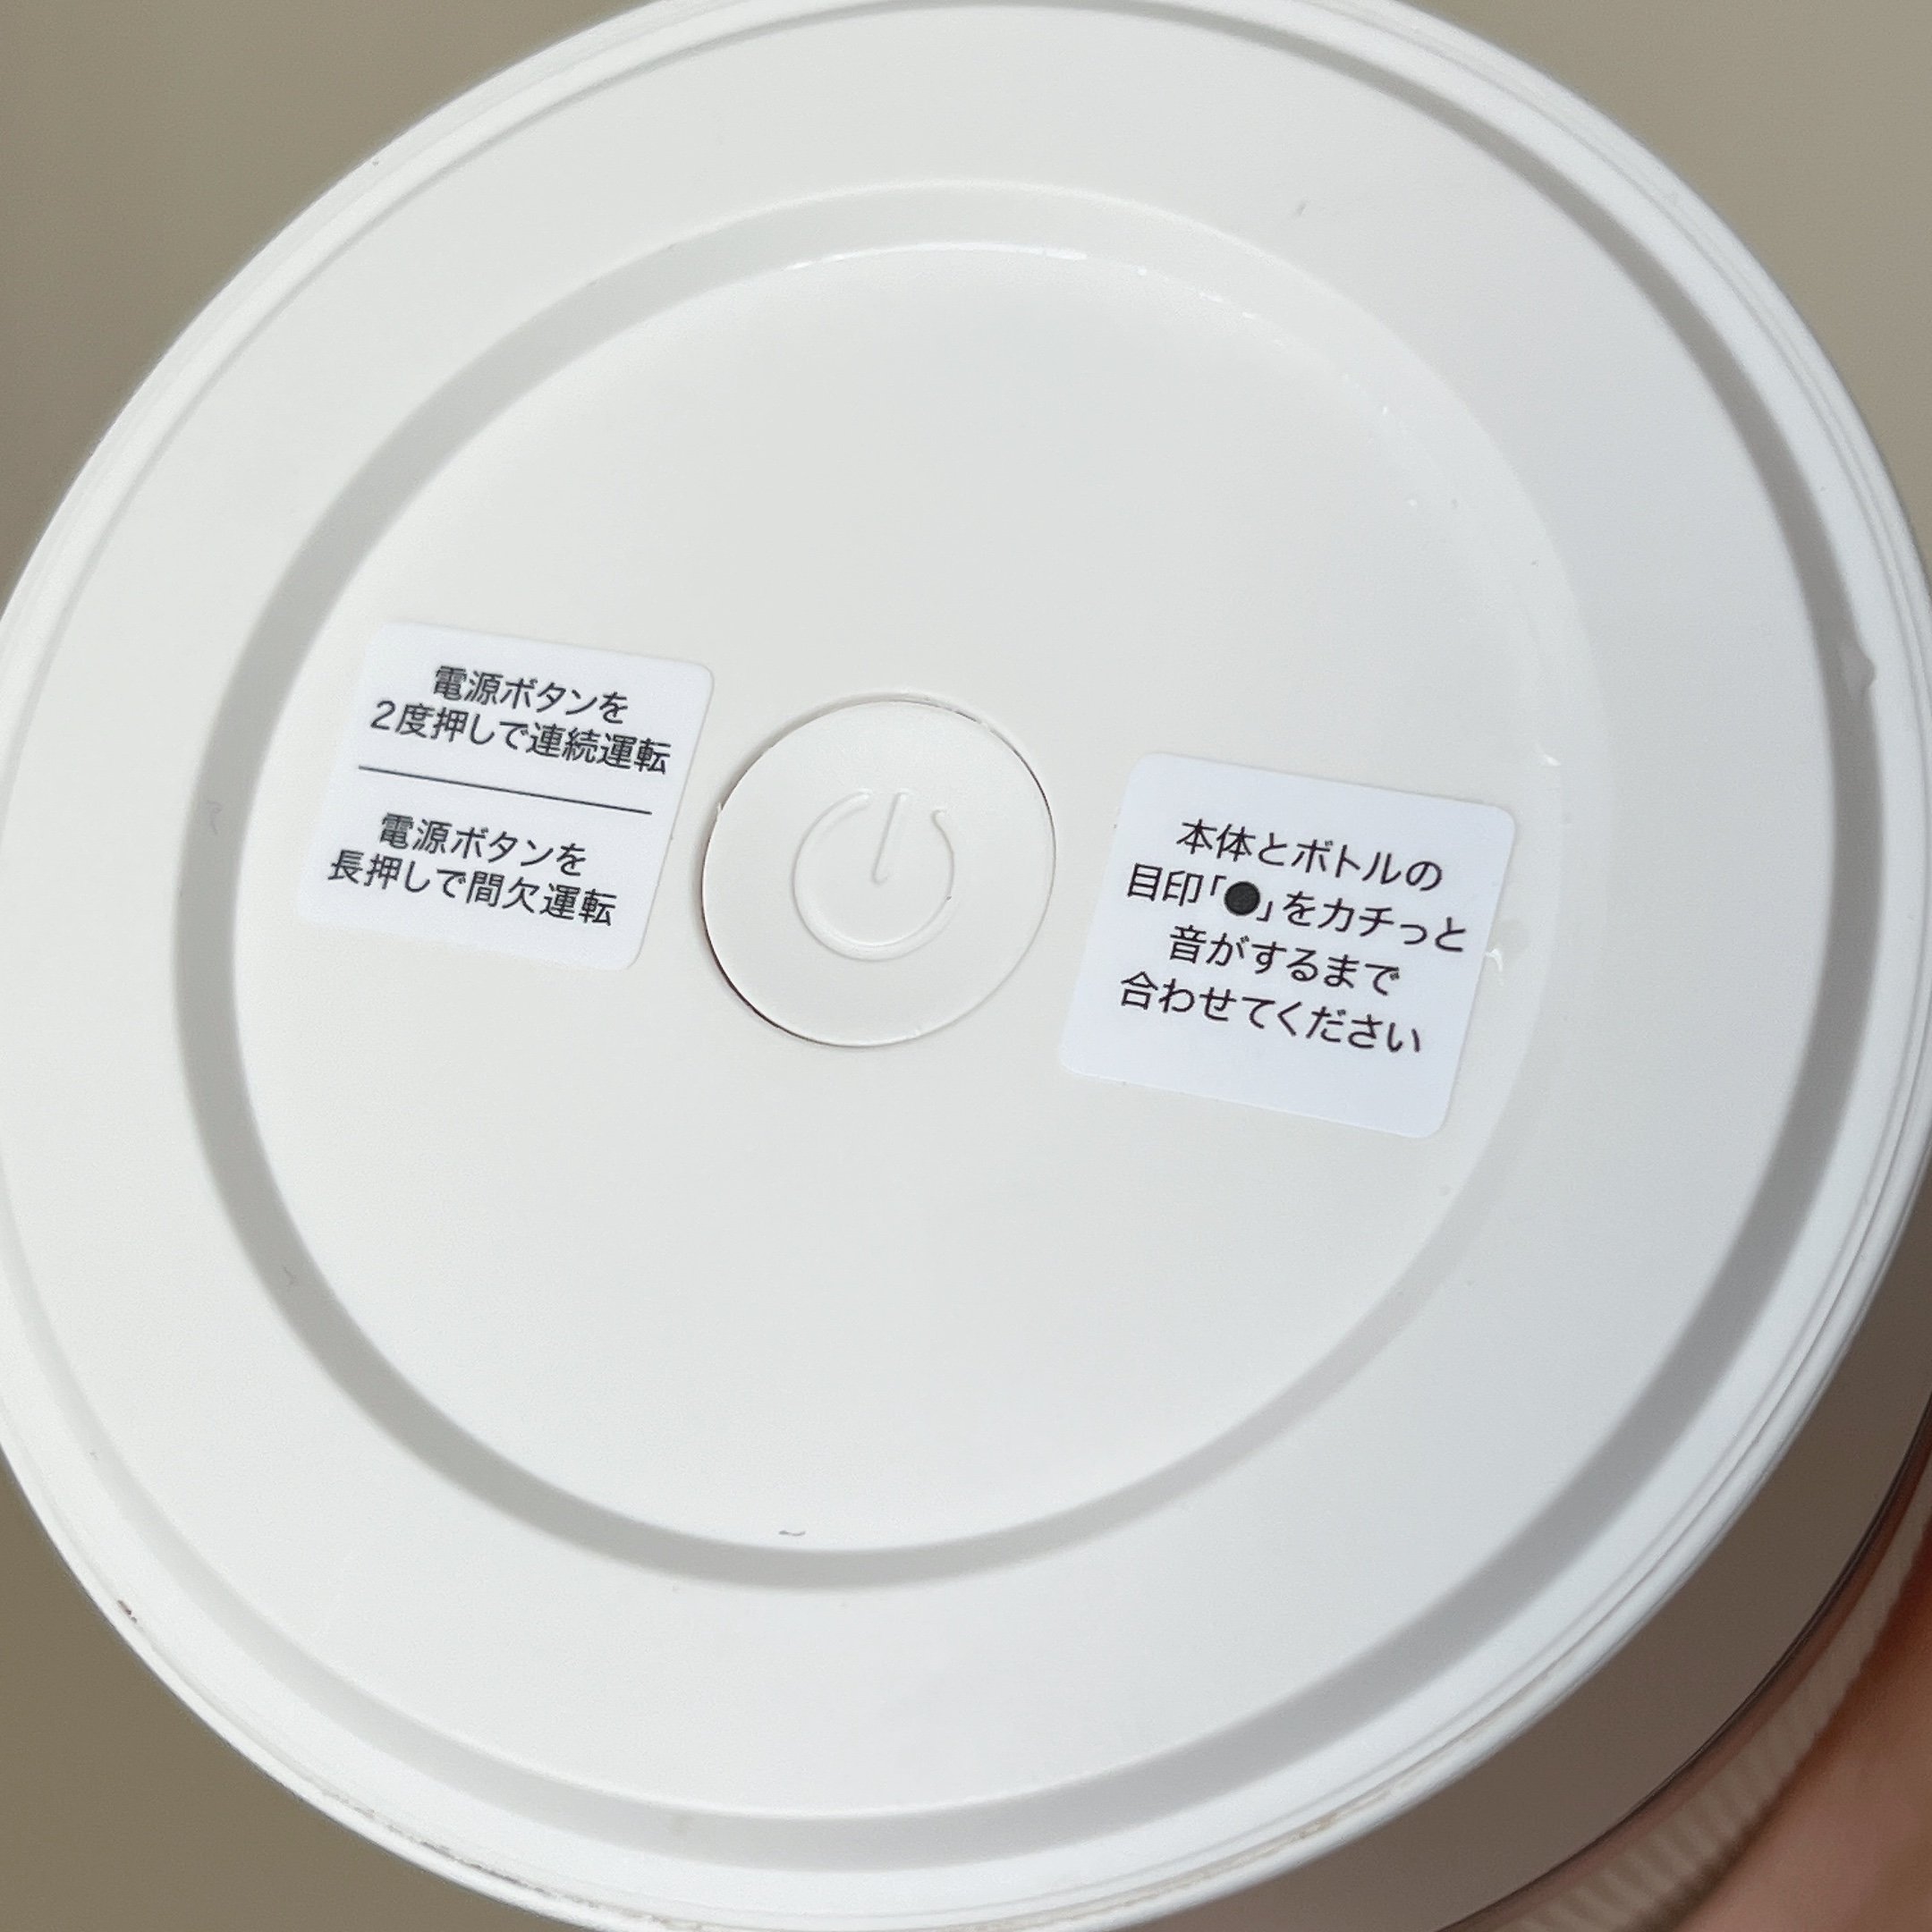 電源ボタンを
2度押しで連続運転
電源ボタンを
長押しで間欠運転
本体とボトルの
目印「●」をカチっと
音がするまで
合わせてください